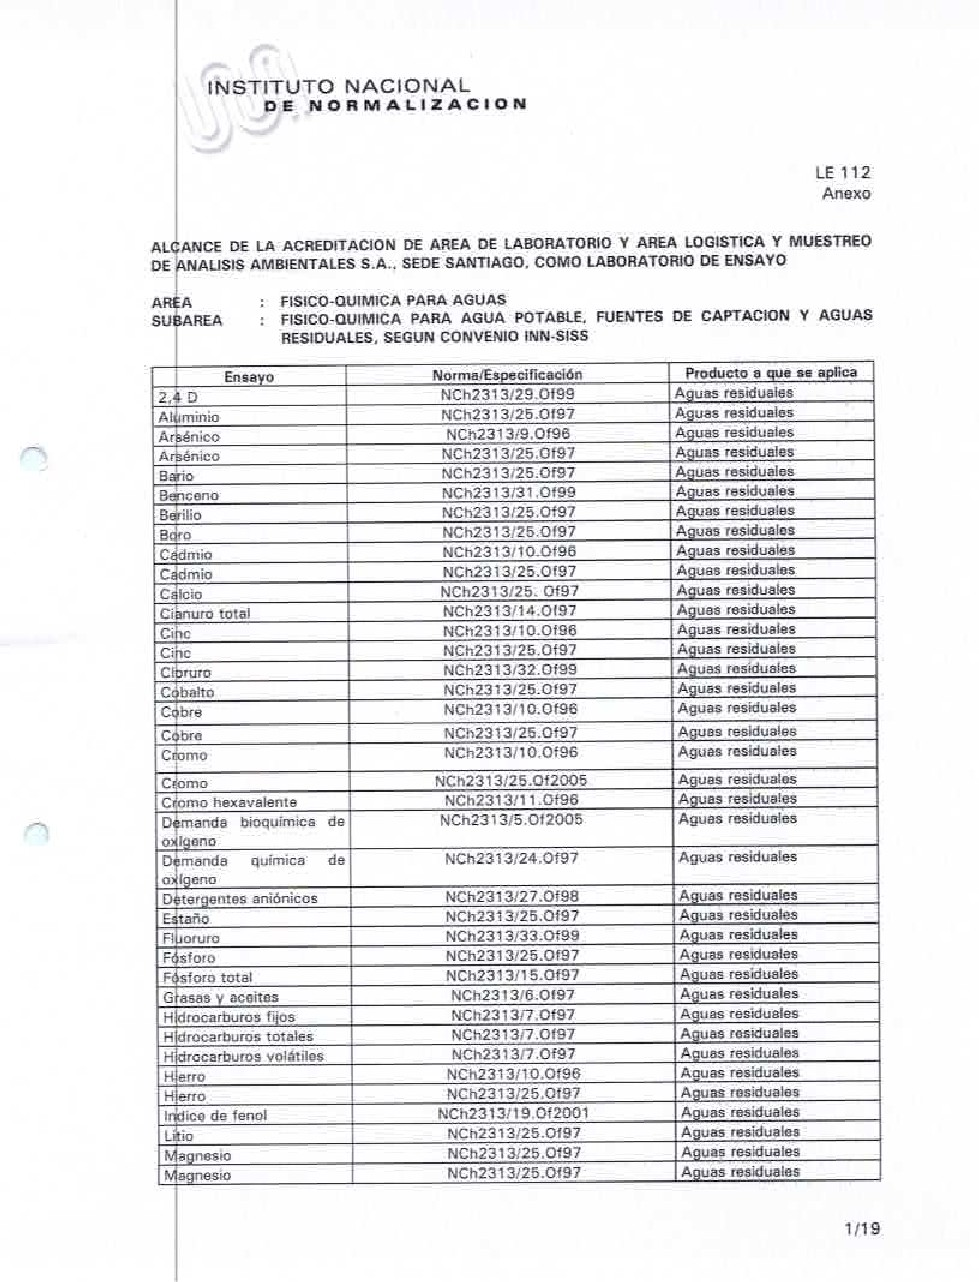 INSTITUTO NACIONAL
DE NORMALIZACION
LE 112
Anexo
ALCANCE DE LA ACREDITACION DE AREA DE LABORATORIO Y AREA LOGISTICA Y MUESTREO
DE ANALISIS AMBIENTALES S.A., SEDE SANTIAGO, COMO LABORATORIO DE ENSAYO
AREA : FISICO-QUIMICA PARA AGUAS
SUBAREA : FISICO-QUIMICA PARA AGUA POTABLE, FUENTES DE CAPTACION Y AGUAS
RESIDUALES, SEGUN CONVENIO INN-SISS
Ensayo Norma/Especificación Producto a que se aplica
2,4 D NCh2313/29.Of99 Aguas residuales
Aluminio NCh2313/25.Of97 Aguas residuales
Arsénico NCh2313/9.Of96 Aguas residuales
Arsénico NCh2313/25.Of97 Aguas residuales
Bario NCh2313/25.Of97 Aguas residuales
Benceno NCh2313/31.Of99 Aguas residuales
Berilio NCh2313/25.Of97 Aguas residuales
Boro NCh2313/25.Of97 Aguas residuales
Cadmio NCh2313/10.Of96 Aguas residuales
Cadmio NCh2313/25.Of97 Aguas residuales
Calcio NCh2313/25. Of97 Aguas residuales
Cianuro total NCh2313/14.Of97 Aguas residuales
Cinc NCh2313/10.Of96 Aguas residuales
Cinc NCh2313/25.Of97 Aguas residuales
Cloruro NCh2313/32.Of99 Aguas residuales
Cobalto NCh2313/25.Of97 Aguas residuales
Cobre NCh2313/10.Of96 Aguas residuales
Cobre NCh2313/25.Of97 Aguas residuales
Cromo NCh2313/10.Of96 Aguas residuales
Cromo NCh2313/25.Of2005 Aguas residuales
Cromo hexavalente NCh2313/11.Of96 Aguas residuales
Demanda bioquímica de NCh2313/5.Of2005 Aguas residuales
oxígeno
Demanda química de NCh2313/24.Of97 Aguas residuales
oxígeno
Detergentes aniónicos NCh2313/27.Of98 Aguas residuales
Estaño NCh2313/25.Of97 Aguas residuales
Fluoruro NCh2313/33.Of99 Aguas residuales
Fósforo NCh2313/25.Of97 Aguas residuales
Fósforo total NCh2313/15.Of97 Aguas residuales
Grasas y aceites NCh2313/6.Of97 Aguas residuales
Hidrocarburos fijos NCh2313/7.Of97 Aguas residuales
Hidrocarburos totales NCh2313/7.Of97 Aguas residuales
Hidrocarburos volátiles NCh2313/7.Of97 Aguas residuales
Hierro NCh2313/10.Of96 Aguas residuales
Hierro NCh2313/25.Of97 Aguas residuales
Indice de fenol NCh2313/19.Of2001 Aguas residuales
Litio NCh2313/25.Of97 Aguas residuales
Magnesio NCh2313/25.Of97 Aguas residuales
Magnesio NCh2313/25.Of97 Aguas residuales
1/19